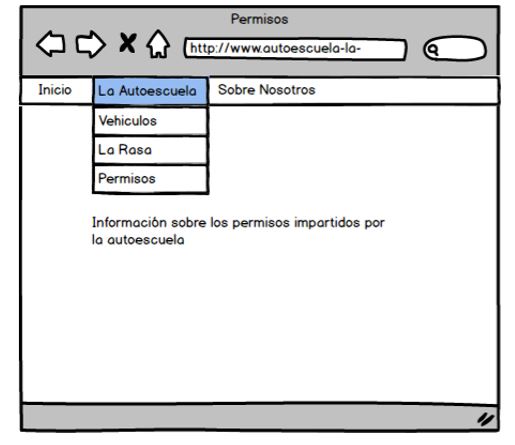 Permisos
http://www.autoescuela-la-
Inicio
La Autoescuela
Sobre Nosotros
Vehiculos
La Rasa
Permisos
Información sobre los permisos impartidos por
la autoescuela